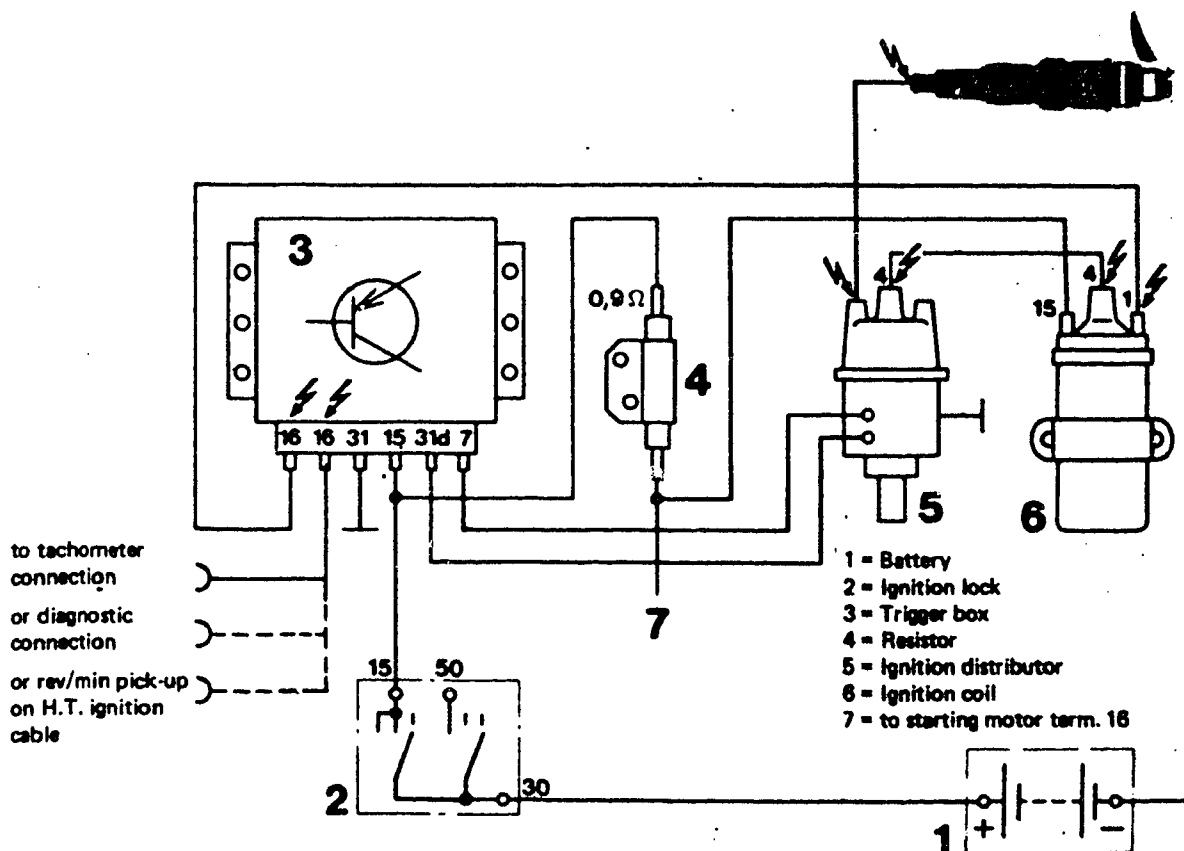 3
0,9Ω
4
4
4
15
1
16 16 31 15 31d 7
5
6
to tachometer
connection
or diagnostic
connection
or rev/min pick-up
on H.T. ignition
cable
7
1 = Battery
2 = Ignition lock
3 = Trigger box
4 = Resistor
5 = Ignition distributor
6 = Ignition coil
7 = to starting motor term. 16
15 50
2
30
1
+ −